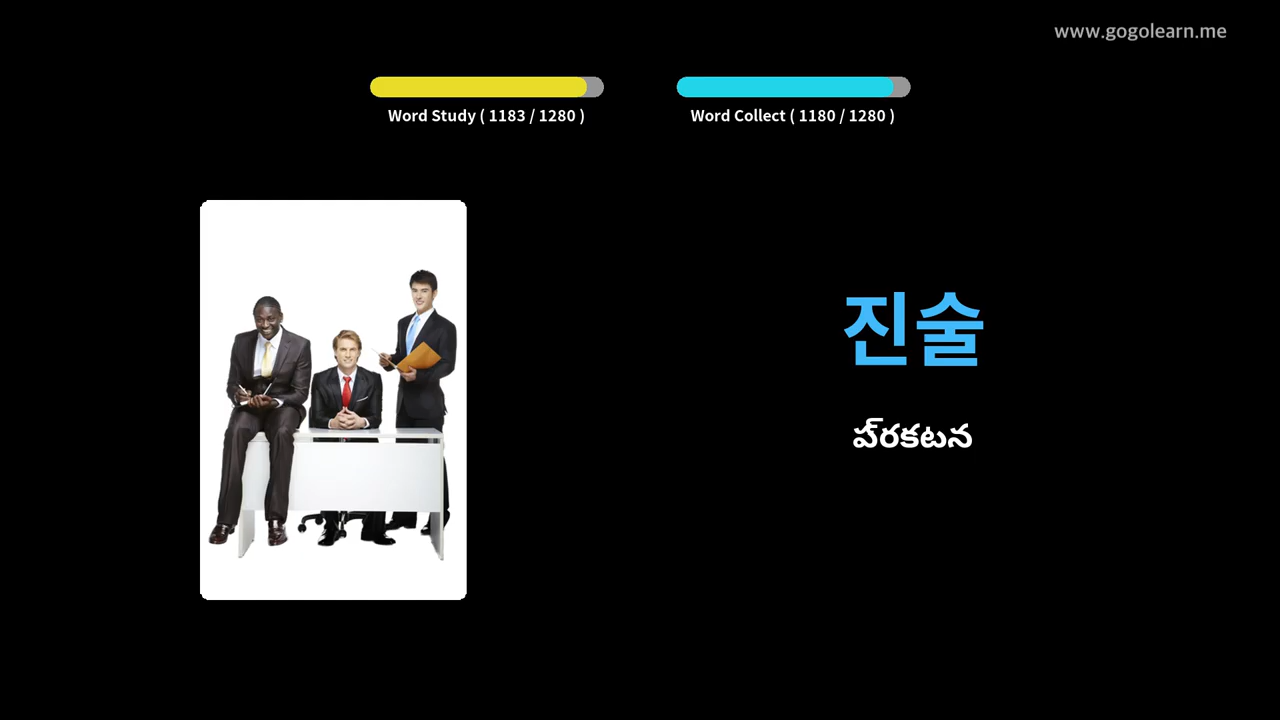 www.gogolearn.me
Word Study ( 1183 / 1280 )
Word Collect ( 1180 / 1280 )
진술
ప్రకటన